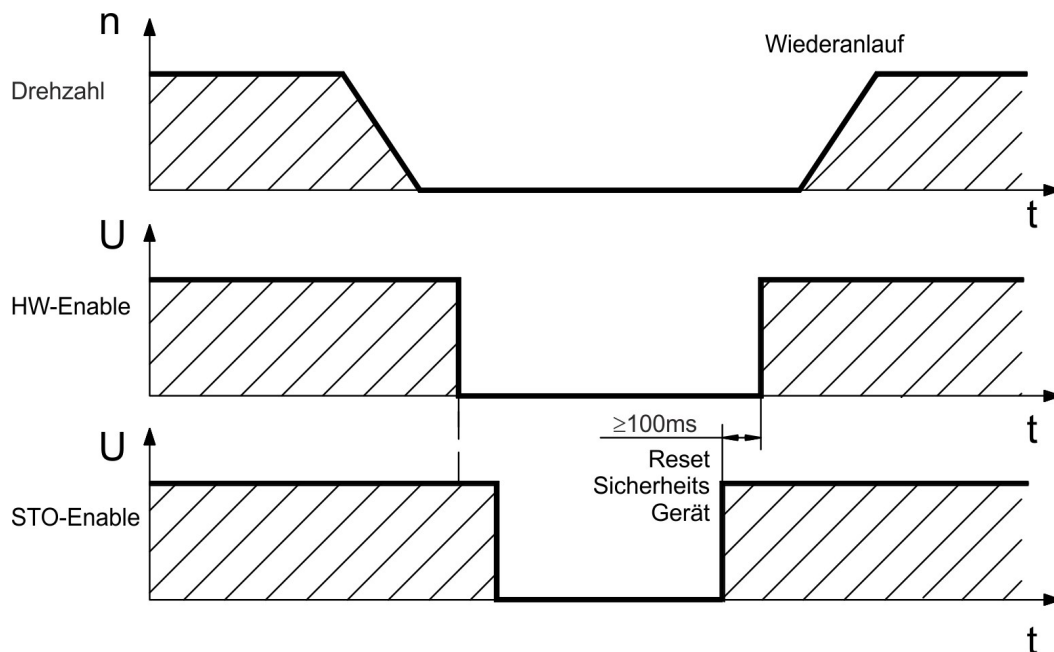 n
Wiederanlauf
Drehzahl
t
U
HW-Enable
≥100ms
t
U
Reset
Sicherheits
Gerät
STO-Enable
t